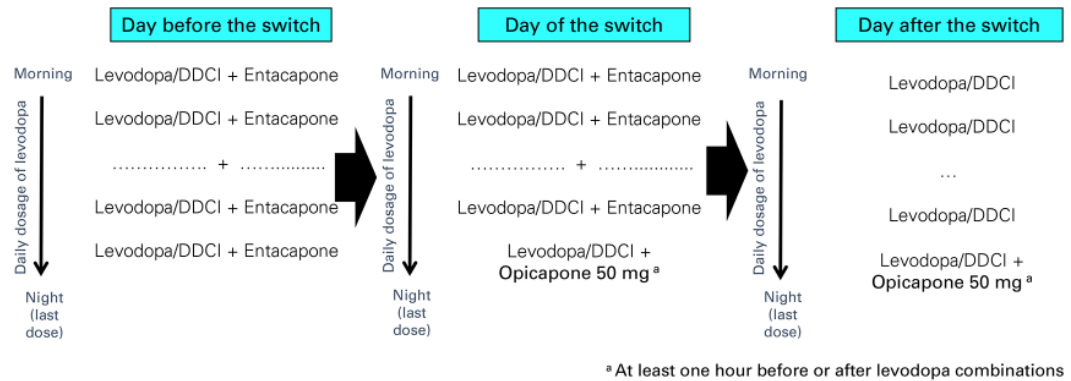 Day before the switch
Morning
Daily dosage of levodopa
Night
(last
dose)
Levodopa/DDCI + Entacapone
Levodopa/DDCI + Entacapone
............... + ...............
Levodopa/DDCI + Entacapone
Levodopa/DDCI + Entacapone
Day of the switch
Morning
Daily dosage of levodopa
Night
(last
dose)
Levodopa/DDCI + Entacapone
Levodopa/DDCI + Entacapone
............... + ...............
Levodopa/DDCI + Entacapone
Levodopa/DDCI +
Opicapone 50 mg ᵃ
Day after the switch
Morning
Daily dosage of levodopa
Night
(last
dose)
Levodopa/DDCI
Levodopa/DDCI
...
Levodopa/DDCI
Levodopa/DDCI +
Opicapone 50 mg ᵃ
ᵃ At least one hour before or after levodopa combinations